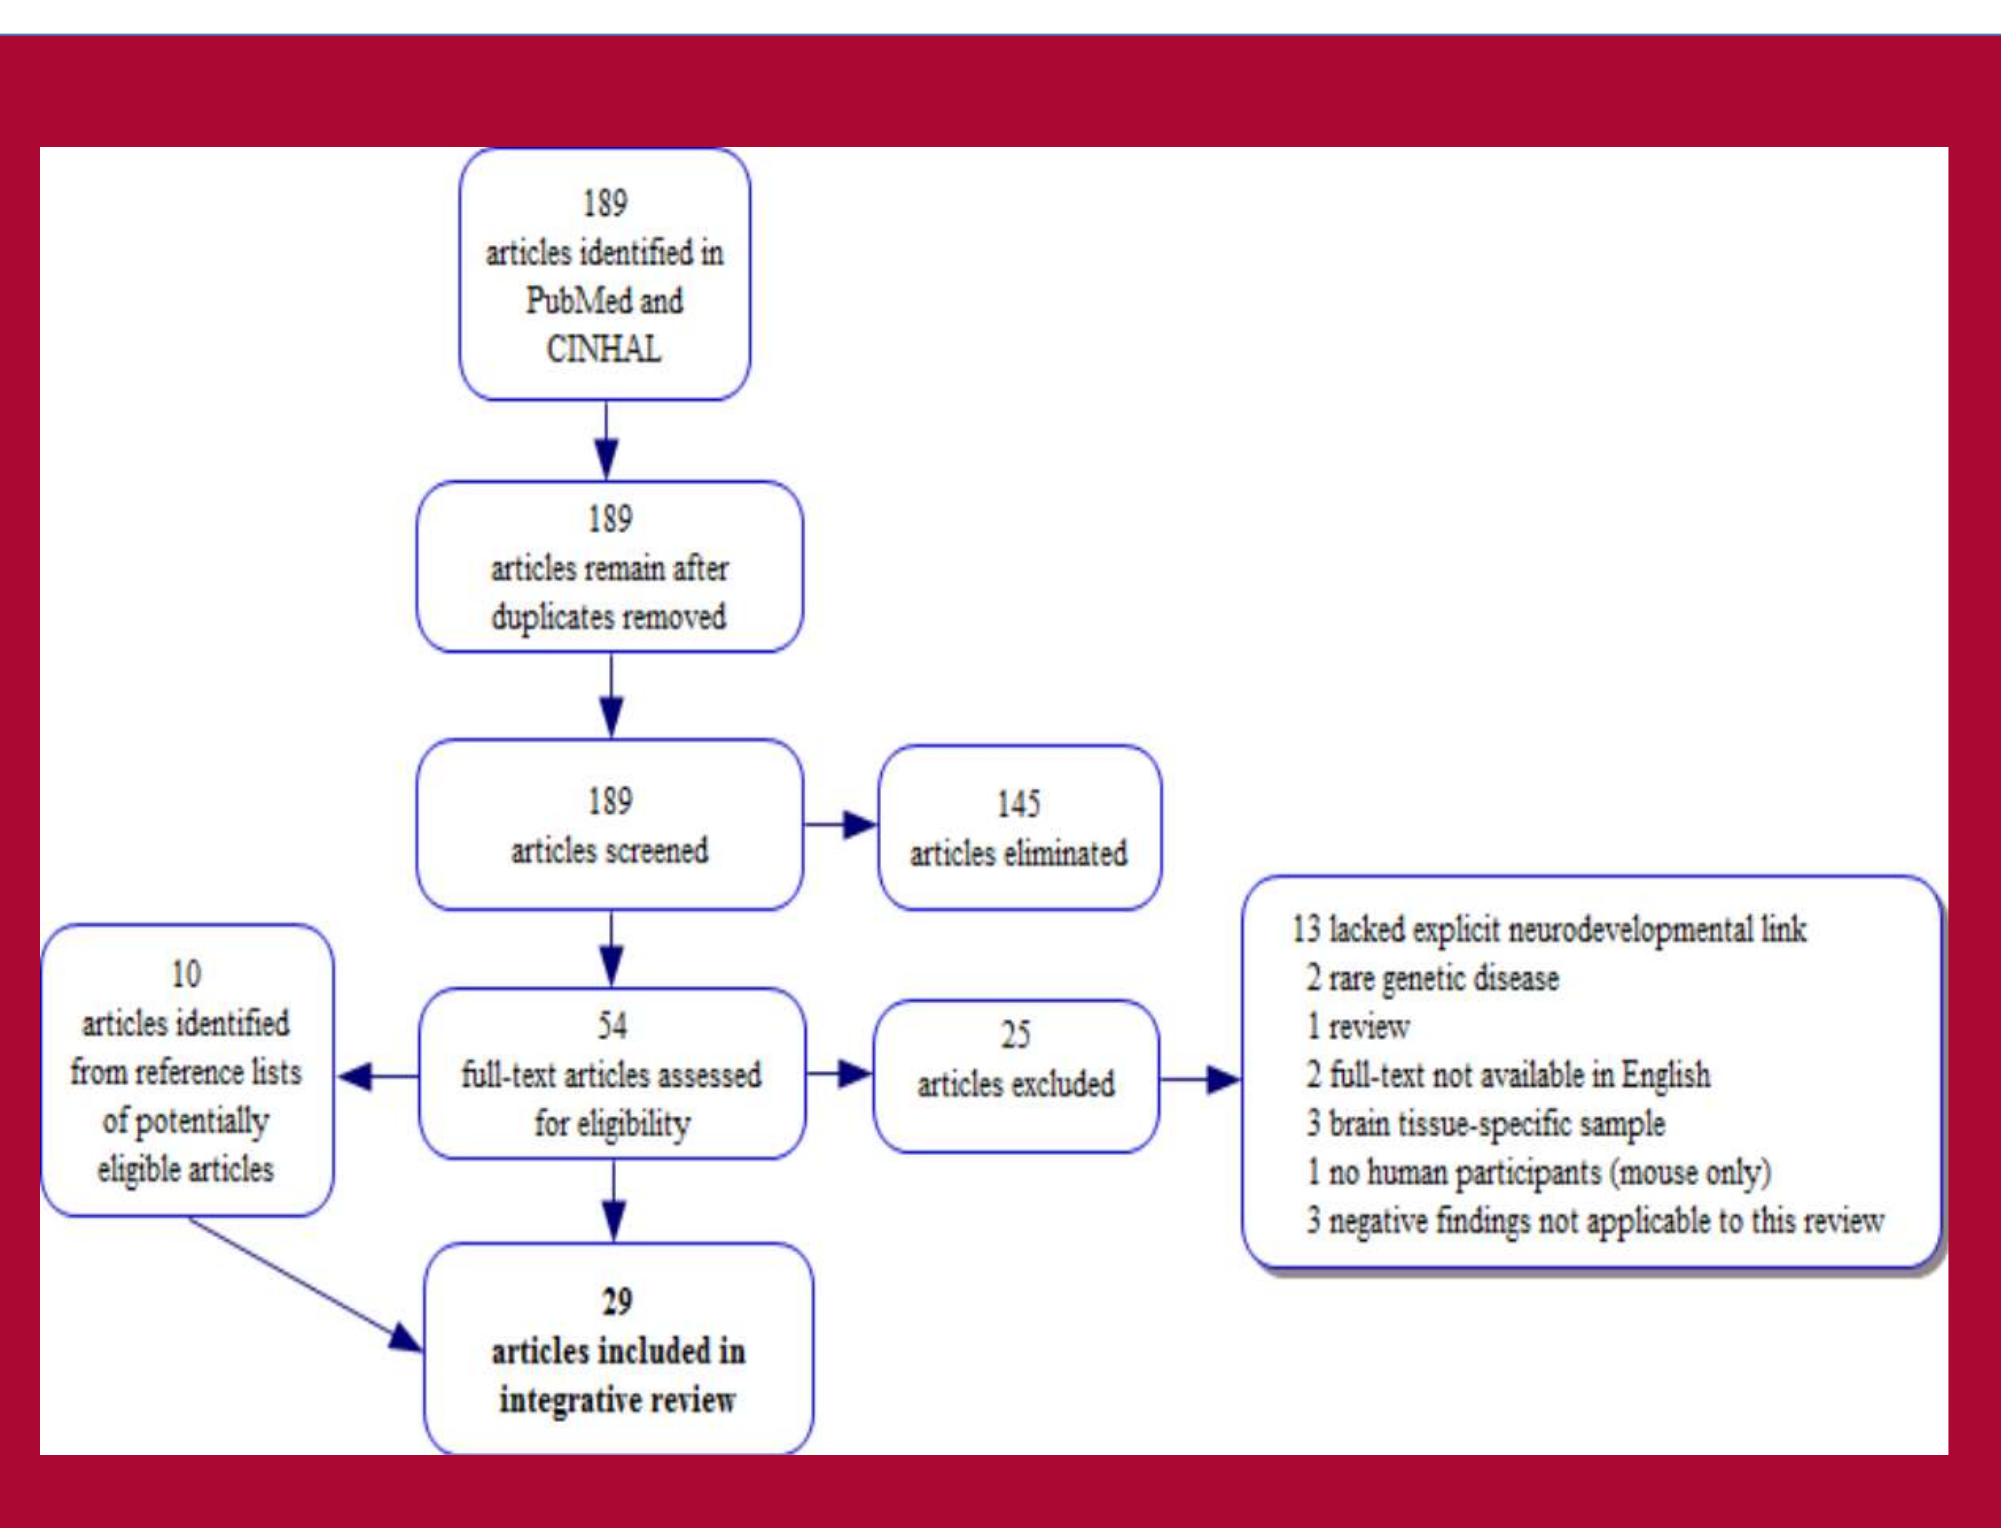 189
articles identified in
PubMed and
CINHAL
189
articles remain after
duplicates removed
189
articles screened
145
articles eliminated
10
articles identified
from reference lists
of potentially
eligible articles
54
full-text articles assessed
for eligibility
25
articles excluded
13 lacked explicit neurodevelopmental link
2 rare genetic disease
1 review
2 full-text not available in English
3 brain tissue-specific sample
1 no human participants (mouse only)
3 negative findings not applicable to this review
29
articles included in
integrative review